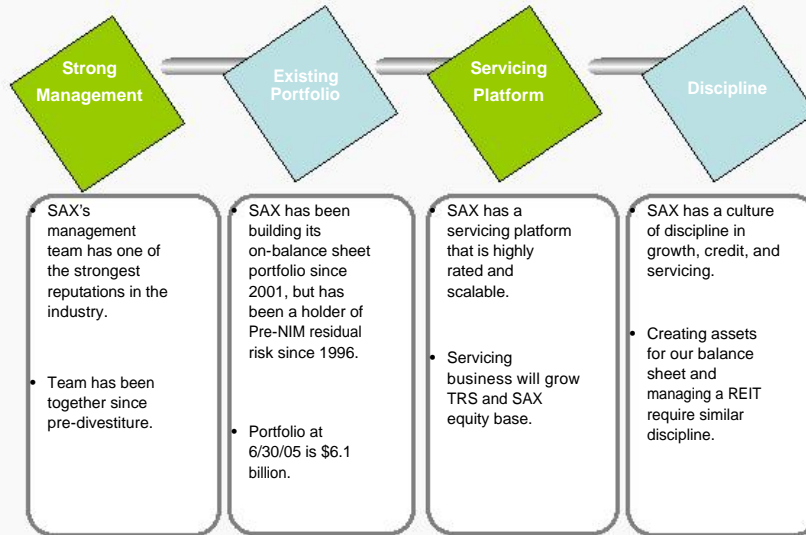 Strong
Management
Existing
Portfolio
Servicing
Platform
Discipline
• SAX's
management
team has one of
the strongest
reputations in the
industry.
• Team has been
together since
pre-divestiture.
• SAX has been
building its
on-balance sheet
portfolio since
2001, but has
been a holder of
Pre-NIM residual
risk since 1996.
• Portfolio at
6/30/05 is $6.1
billion.
• SAX has a
servicing platform
that is highly
rated and
scalable.
• Servicing
business will grow
TRS and SAX
equity base.
• SAX has a culture
of discipline in
growth, credit, and
servicing.
• Creating assets
for our balance
sheet and
managing a REIT
require similar
discipline.